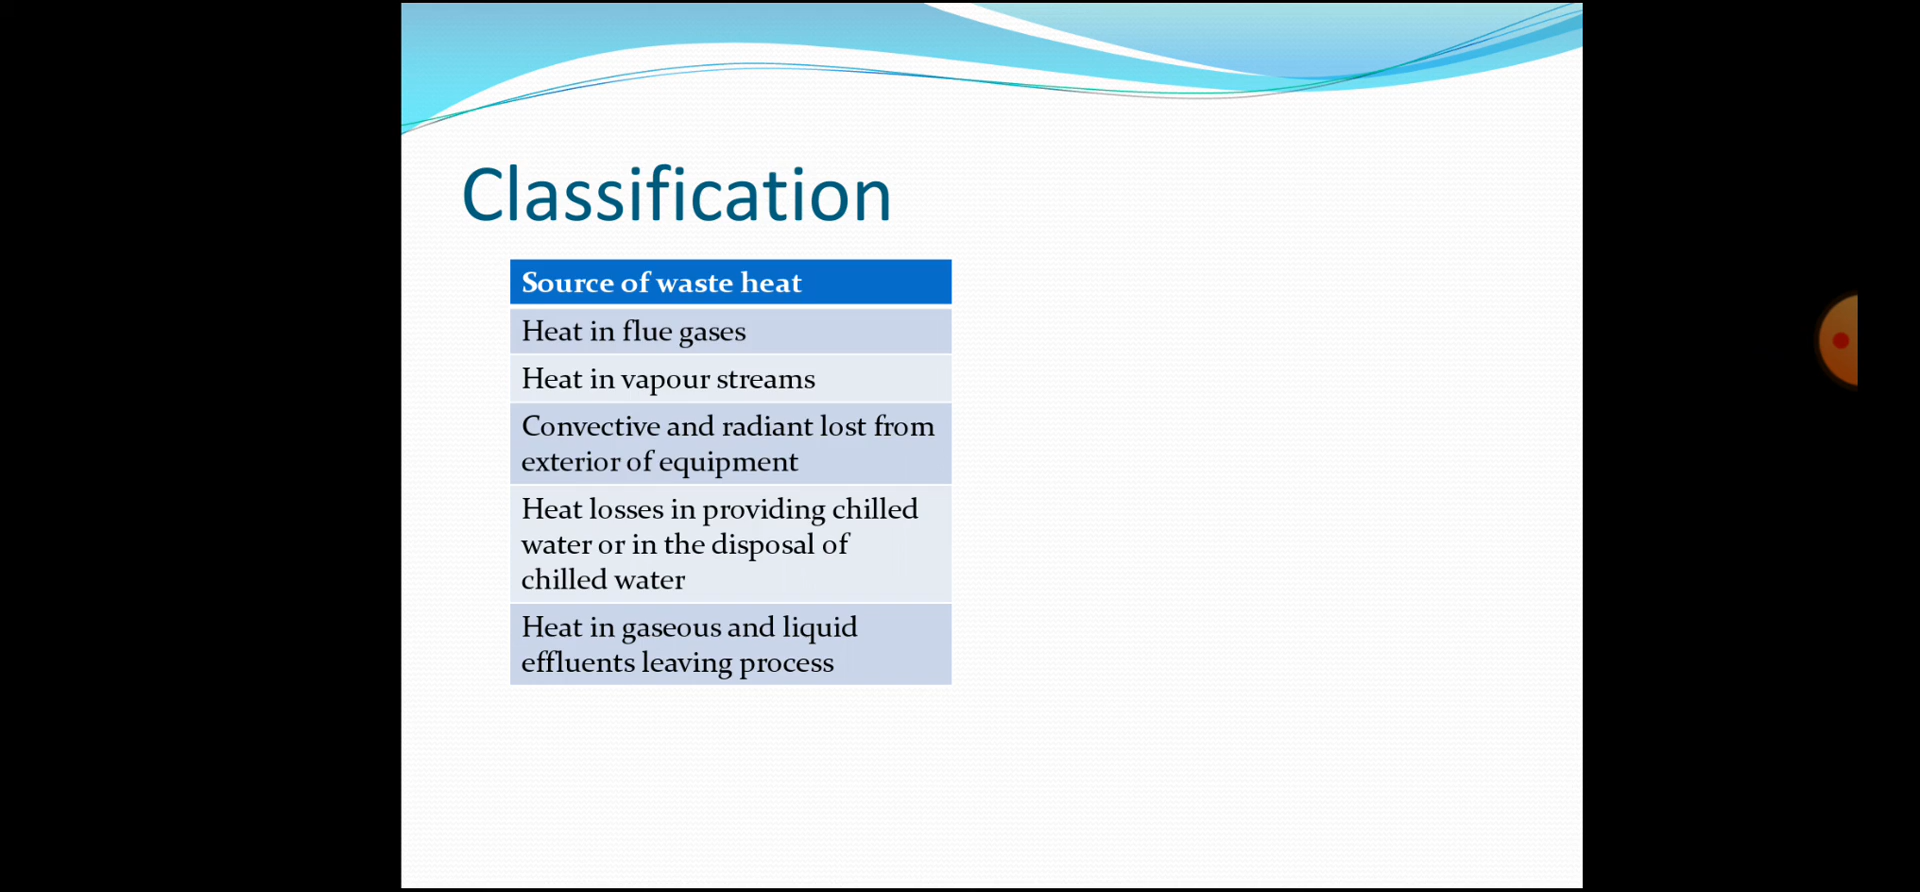 Classification
Source of waste heat
Heat in flue gases
Heat in vapour streams
Convective and radiant lost from
exterior of equipment
Heat losses in providing chilled
water or in the disposal of
chilled water
Heat in gaseous and liquid
effluents leaving process